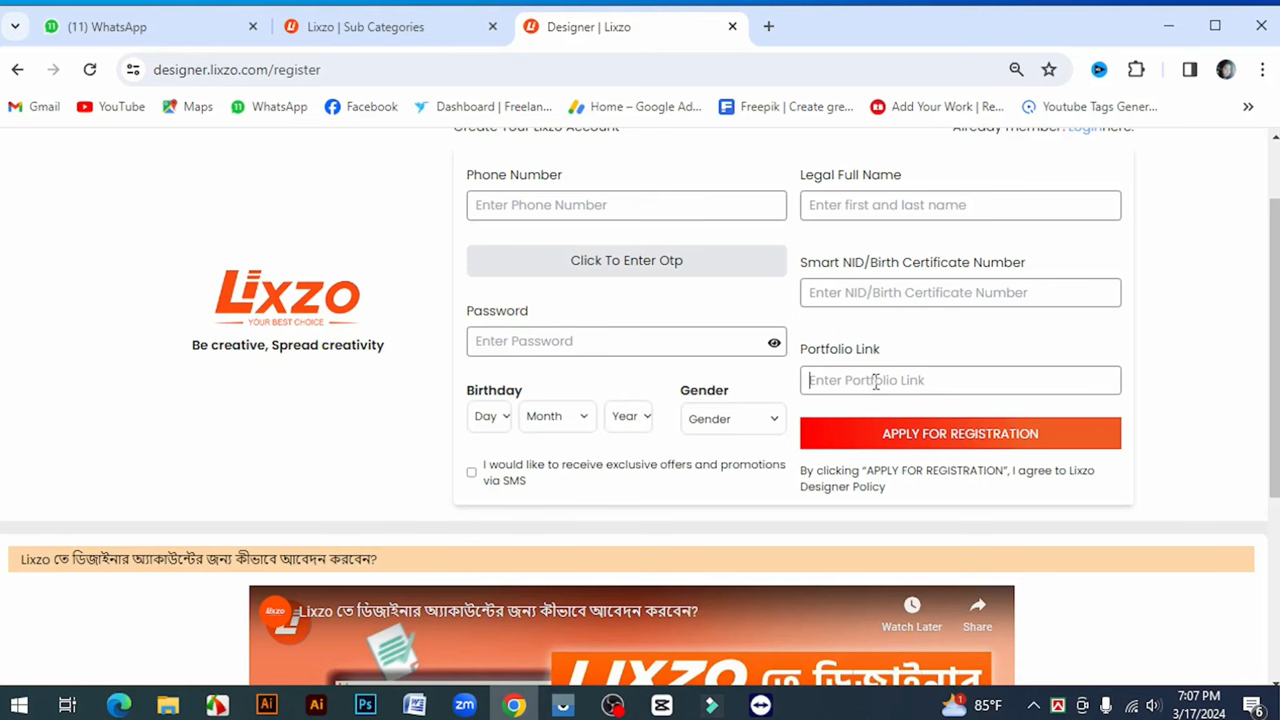 (11) WhatsApp
Lixzo | Sub Categories
Designer | Lixzo
designer.lixzo.com/register
Gmail
YouTube
Maps
WhatsApp
Facebook
Dashboard | Freelan...
Home – Google Ad...
Freepik | Create gre...
Add Your Work | Re...
Youtube Tags Gener...
Create Your Lixzo Account
Already member? Login here.
Phone Number
Enter Phone Number
Click To Enter Otp
Password
Enter Password
Birthday
Gender
Day
Month
Year
Gender
I would like to receive exclusive offers and promotions
via SMS
Legal Full Name
Enter first and last name
Smart NID/Birth Certificate Number
Enter NID/Birth Certificate Number
Portfolio Link
Enter Portfolio Link
APPLY FOR REGISTRATION
By clicking “APPLY FOR REGISTRATION”, I agree to Lixzo
Designer Policy
LIXZO
YOUR BEST CHOICE
Be creative, Spread creativity
Lixzo তে ডিজাইনার অ্যাকাউন্টের জন্য কীভাবে আবেদন করবেন?
Lixzo তে ডিজাইনার অ্যাকাউন্টের জন্য কীভাবে আবেদন করবেন?
Watch Later
Share
LIXZO তে ডিজাইনার
85°F
7:07 PM
3/17/2024
6